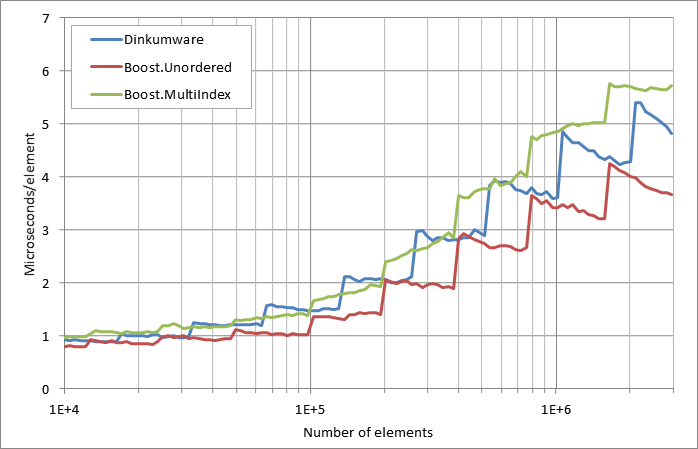 7
6
5
4
3
2
1
0
Microseconds/element
Dinkumware
Boost.Unordered
Boost.MultiIndex
1E+4 1E+5 1E+6
Number of elements